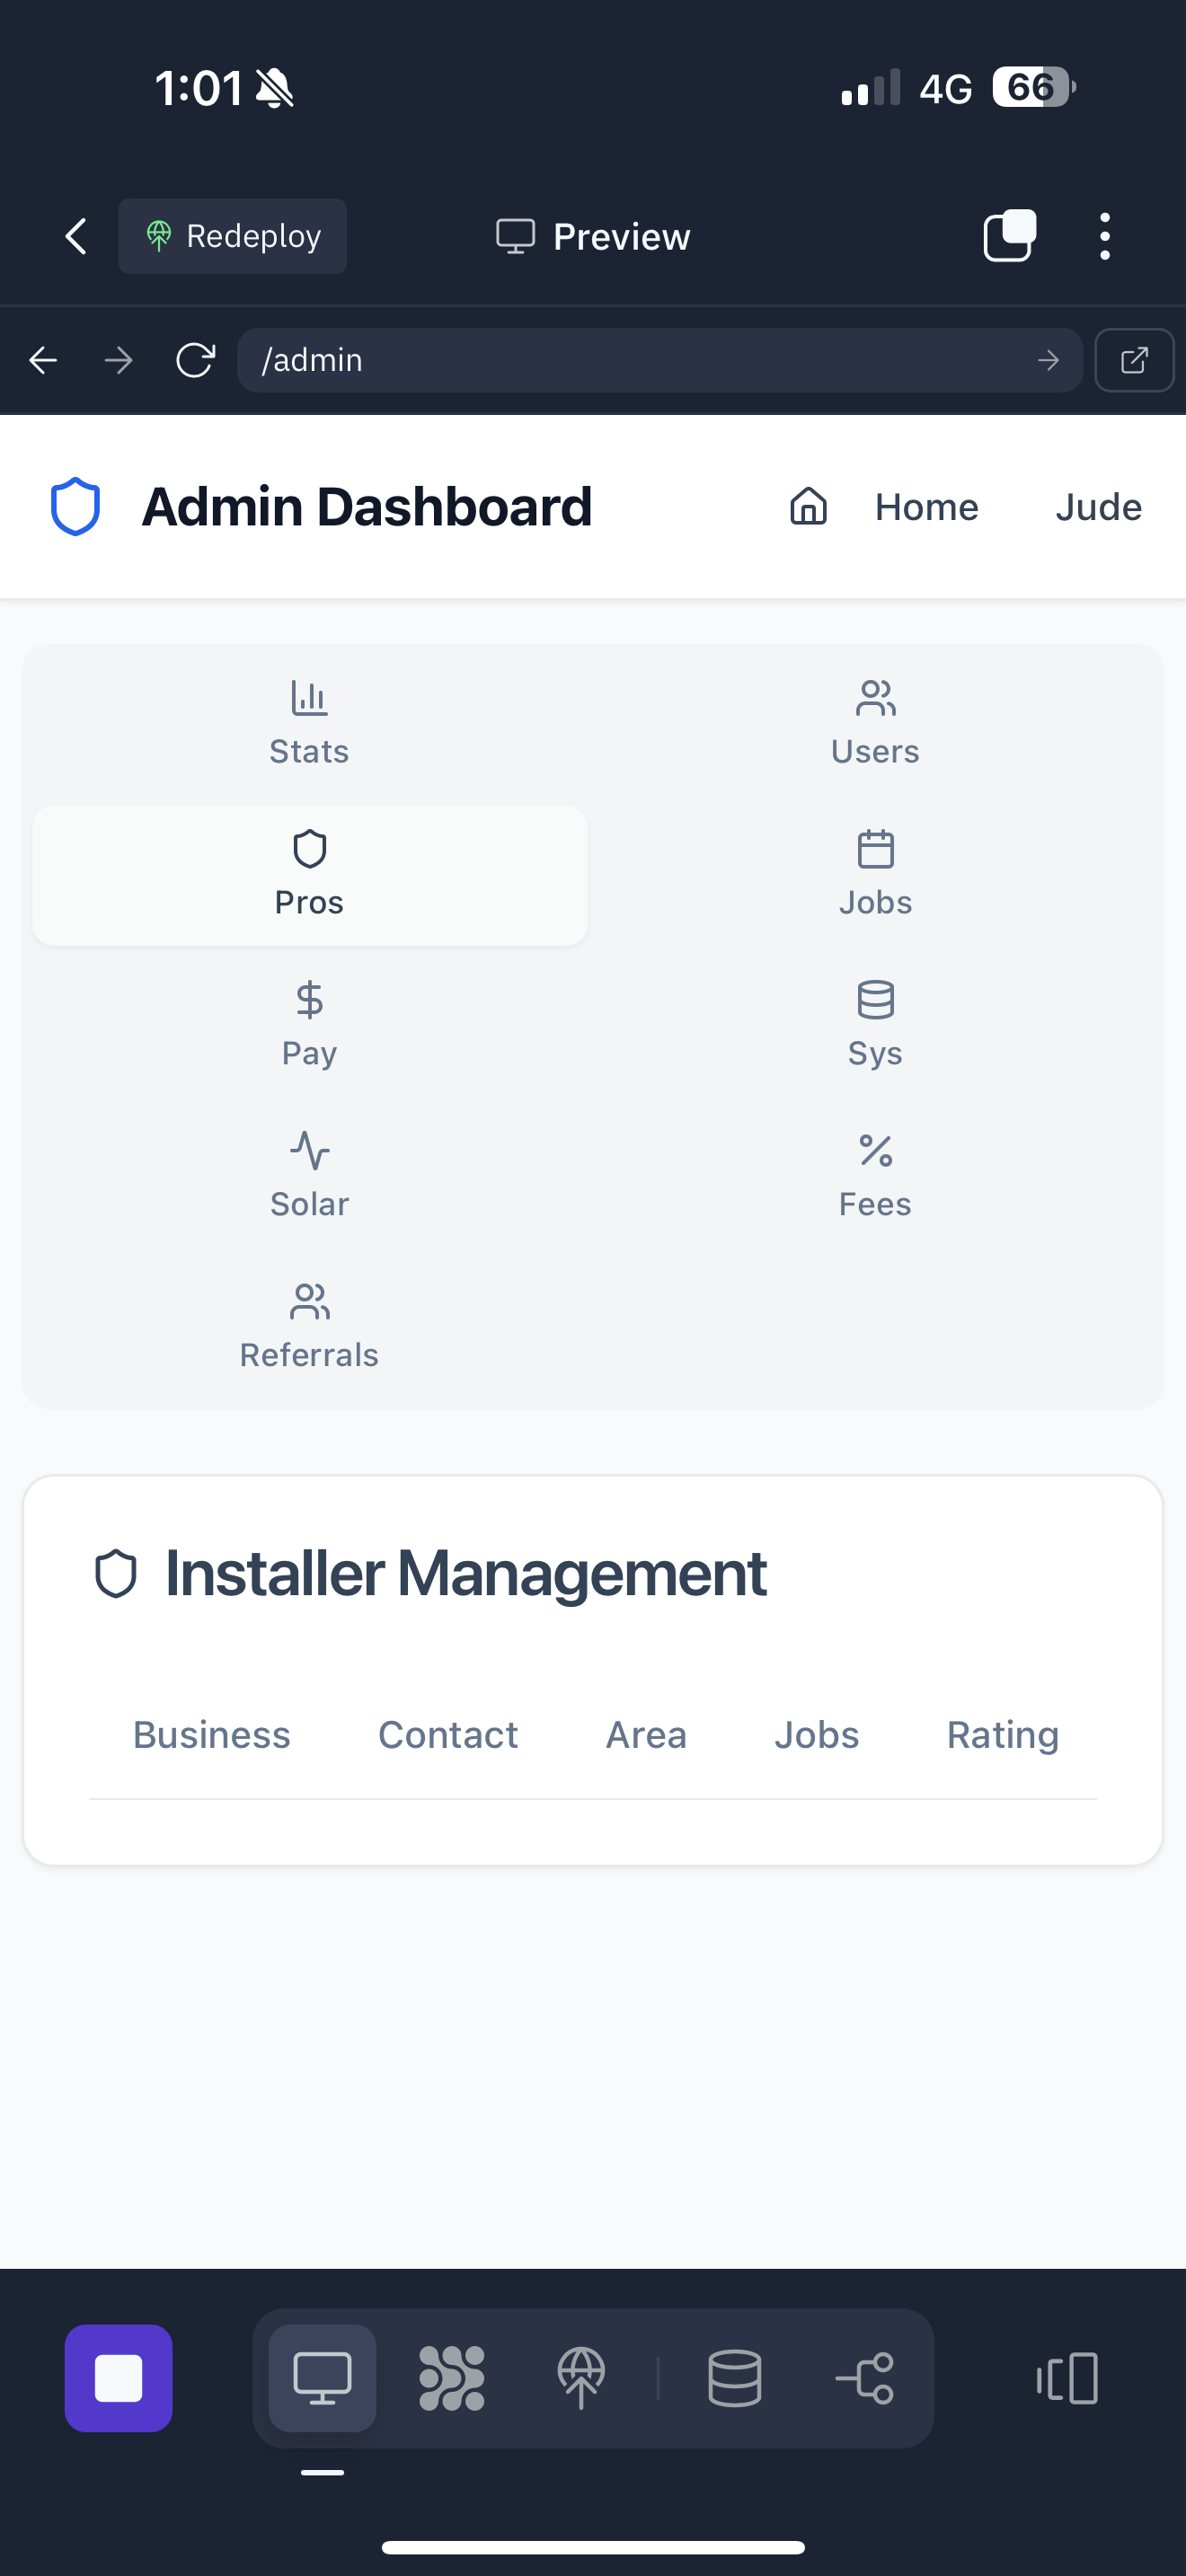 1:01 4G 66
Redeploy Preview
/admin
Admin Dashboard Home Jude
Stats Users
Pros Jobs
Pay Sys
Solar Fees
Referrals
Installer Management
Business Contact Area Jobs Rating